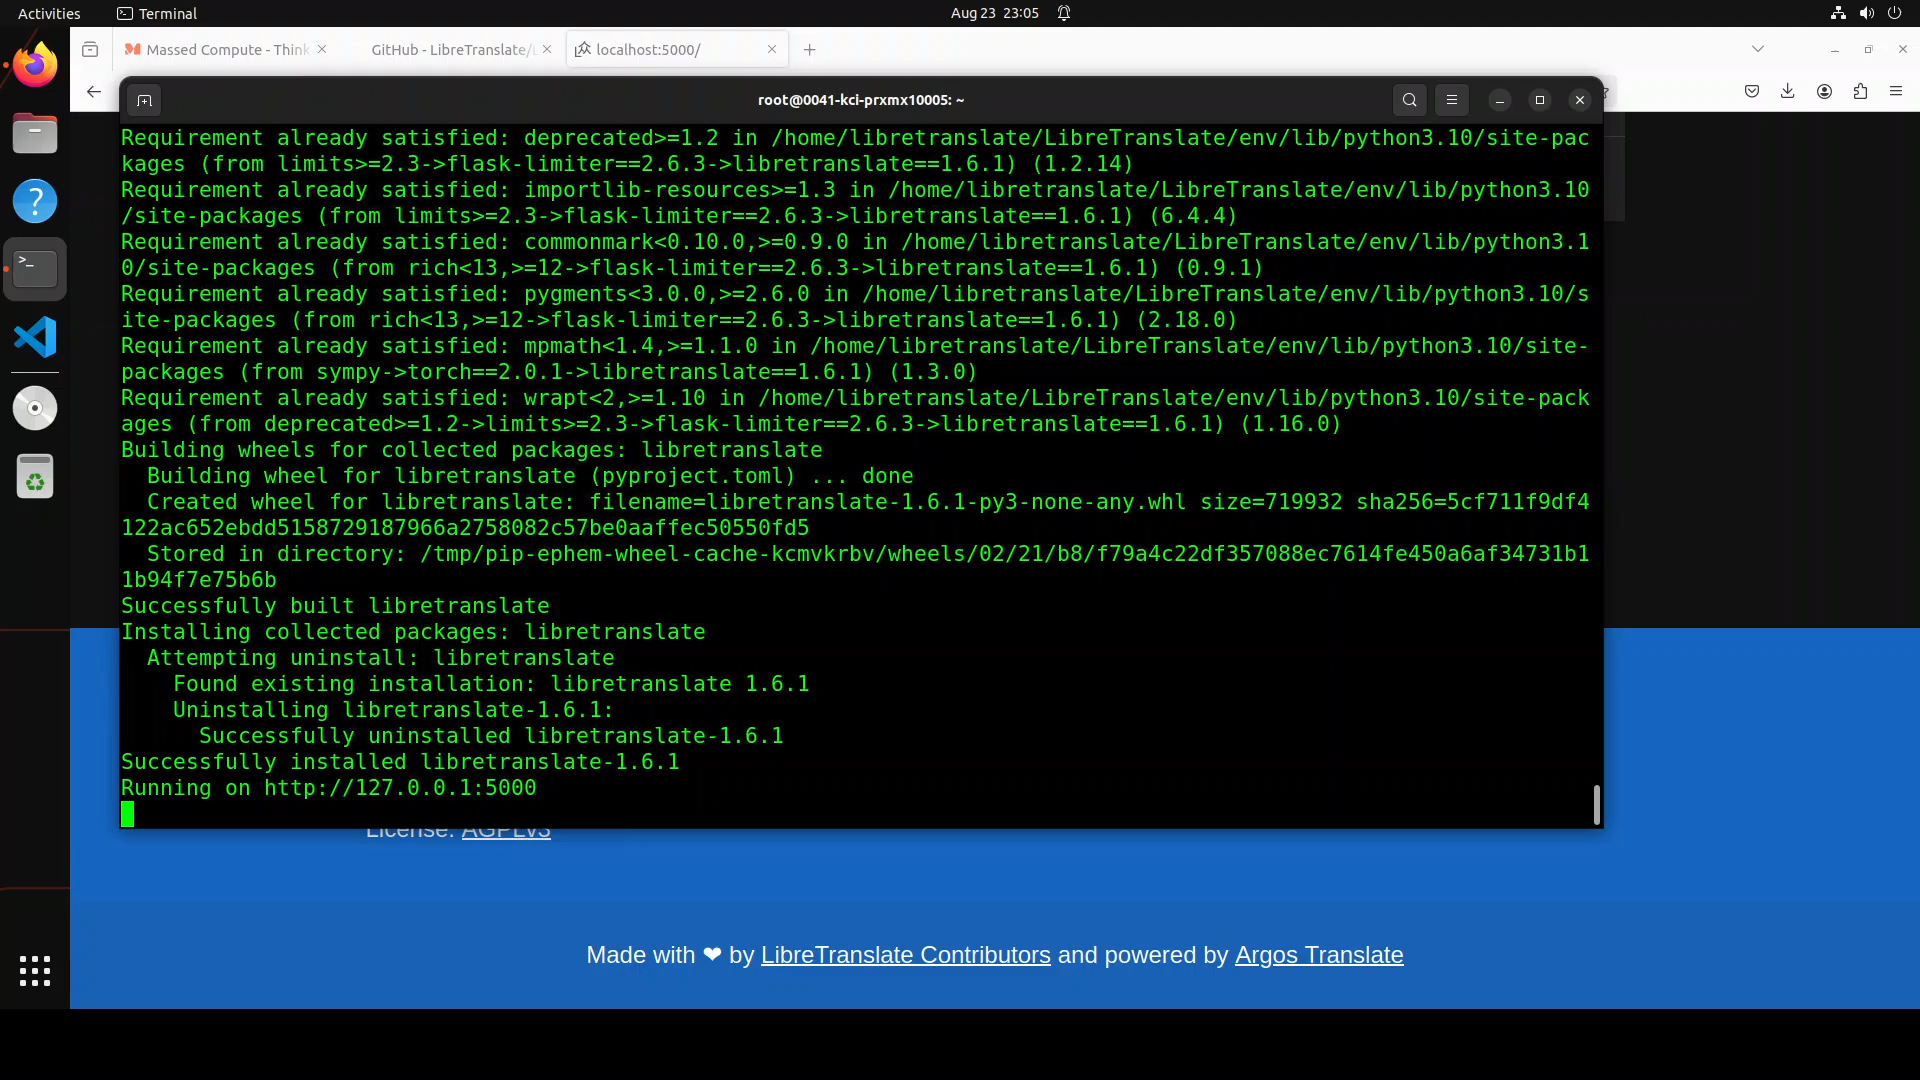 Activities
Terminal
Aug 23 23:05
Massed Compute - Think
GitHub - LibreTranslate/L
localhost:5000/
root@0041-kci-prxmx10005: ~
Requirement already satisfied: deprecated>=1.2 in /home/libretranslate/LibreTranslate/env/lib/python3.10/site-pac
kages (from limits>=2.3->flask-limiter==2.6.3->libretranslate==1.6.1) (1.2.14)
Requirement already satisfied: importlib-resources>=1.3 in /home/libretranslate/LibreTranslate/env/lib/python3.10
/site-packages (from limits>=2.3->flask-limiter==2.6.3->libretranslate==1.6.1) (6.4.4)
Requirement already satisfied: commonmark<0.10.0,>=0.9.0 in /home/libretranslate/LibreTranslate/env/lib/python3.1
0/site-packages (from rich<13,>=12->flask-limiter==2.6.3->libretranslate==1.6.1) (0.9.1)
Requirement already satisfied: pygments<3.0.0,>=2.6.0 in /home/libretranslate/LibreTranslate/env/lib/python3.10/s
ite-packages (from rich<13,>=12->flask-limiter==2.6.3->libretranslate==1.6.1) (2.18.0)
Requirement already satisfied: mpmath<1.4,>=1.1.0 in /home/libretranslate/LibreTranslate/env/lib/python3.10/site-
packages (from sympy->torch==2.0.1->libretranslate==1.6.1) (1.3.0)
Requirement already satisfied: wrapt<2,>=1.10 in /home/libretranslate/LibreTranslate/env/lib/python3.10/site-pack
ages (from deprecated>=1.2->limits>=2.3->flask-limiter==2.6.3->libretranslate==1.6.1) (1.16.0)
Building wheels for collected packages: libretranslate
  Building wheel for libretranslate (pyproject.toml) ... done
  Created wheel for libretranslate: filename=libretranslate-1.6.1-py3-none-any.whl size=719932 sha256=5cf711f9df4
122ac652ebdd5158729187966a2758082c57be0aaffec50550fd5
  Stored in directory: /tmp/pip-ephem-wheel-cache-kcmvkrbv/wheels/02/21/b8/f79a4c22df357088ec7614fe450a6af34731b1
1b94f7e75b6b
Successfully built libretranslate
Installing collected packages: libretranslate
  Attempting uninstall: libretranslate
    Found existing installation: libretranslate 1.6.1
    Uninstalling libretranslate-1.6.1:
      Successfully uninstalled libretranslate-1.6.1
Successfully installed libretranslate-1.6.1
Running on http://127.0.0.1:5000
License: AGPLv3
Made with ❤ by LibreTranslate Contributors and powered by Argos Translate